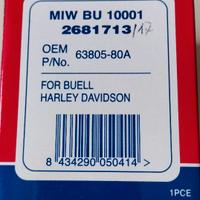 MIW BU 10001
2681713/17
OEM 63805-80A
P/No.
FOR BUELL
HARLEY DAVIDSON
8 434290 050414 >
1PCE